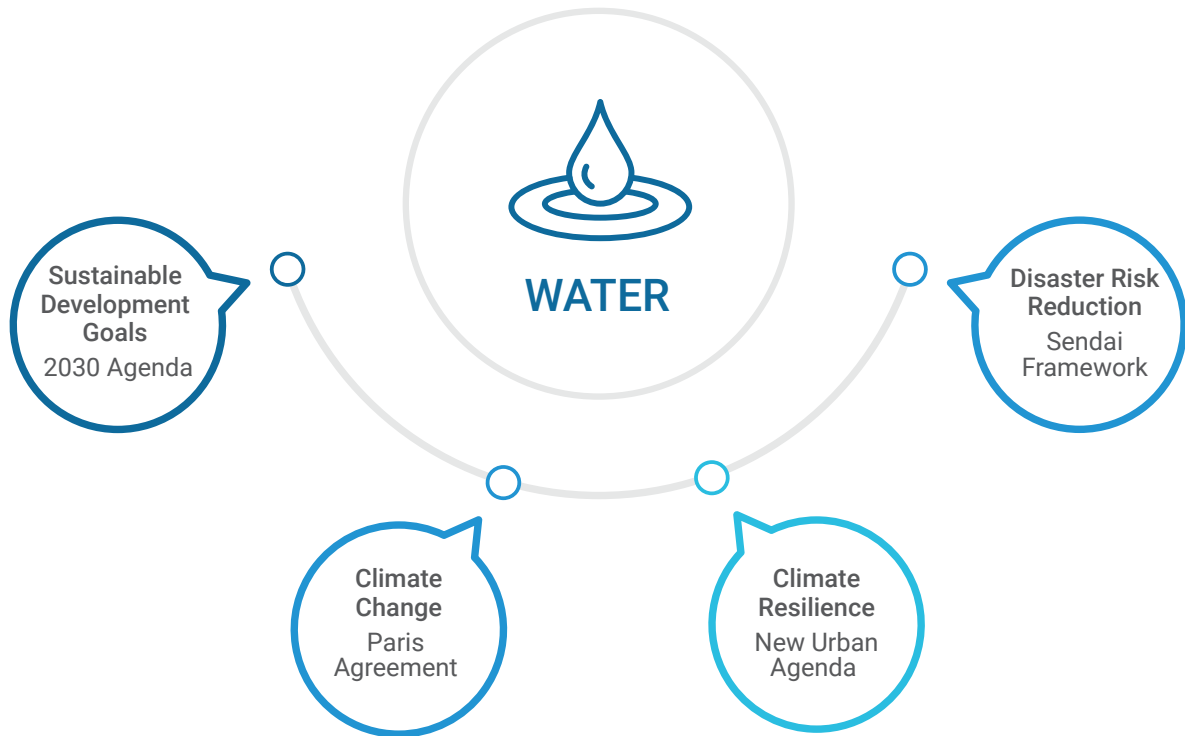 WATER
Sustainable
Development
Goals
2030 Agenda
Climate
Change
Paris
Agreement
Climate
Resilience
New Urban
Agenda
Disaster Risk
Reduction
Sendai
Framework